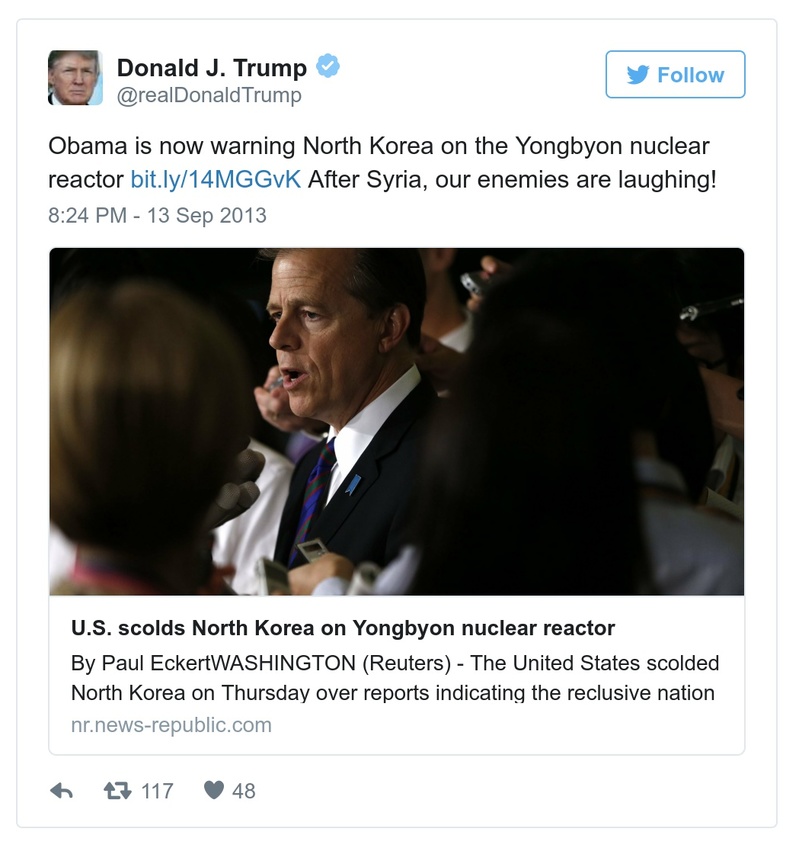 Donald J. Trump
@realDonaldTrump
Follow
Obama is now warning North Korea on the Yongbyon nuclear
reactor bit.ly/14MGGvK After Syria, our enemies are laughing!
8:24 PM - 13 Sep 2013
U.S. scolds North Korea on Yongbyon nuclear reactor
By Paul EckertWASHINGTON (Reuters) - The United States scolded
North Korea on Thursday over reports indicating the reclusive nation
nr.news-republic.com
117
48